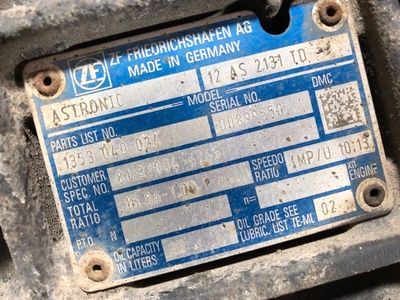 ZF
ZF FRIEDRICHSHAFEN AG
MADE IN GERMANY
ASTRONIC
MODEL
12 AS 2131 TD
PARTS LIST NO.
SERIAL NO.
DMC
1353 040 024
CUSTOMER SPEC. NO.
SPEEDO RATIO
IMP/U 10:13
TOTAL RATIO
n=
kn ENGINE
PTO
N
OIL CAPACITY IN LITERS
OIL GRADE SEE LUBRIC. LIST TE-ML
02